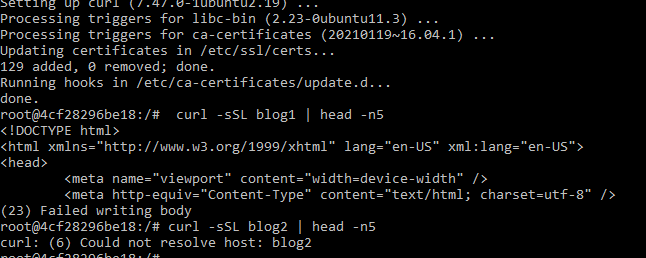 Setting up curl (7.47.0-1ubuntu2.19) ...
Processing triggers for libc-bin (2.23-0ubuntu11.3) ...
Processing triggers for ca-certificates (20210119~16.04.1) ...
Updating certificates in /etc/ssl/certs...
129 added, 0 removed; done.
Running hooks in /etc/ca-certificates/update.d...
done.
root@4cf28296be18:/#  curl -sSL blog1 | head -n5
<!DOCTYPE html>
<html xmlns="http://www.w3.org/1999/xhtml" lang="en-US" xml:lang="en-US">
<head>
        <meta name="viewport" content="width=device-width" />
        <meta http-equiv="Content-Type" content="text/html; charset=utf-8" />
(23) Failed writing body
root@4cf28296be18:/# curl -sSL blog2 | head -n5
curl: (6) Could not resolve host: blog2
root@4cf28296be18:/#